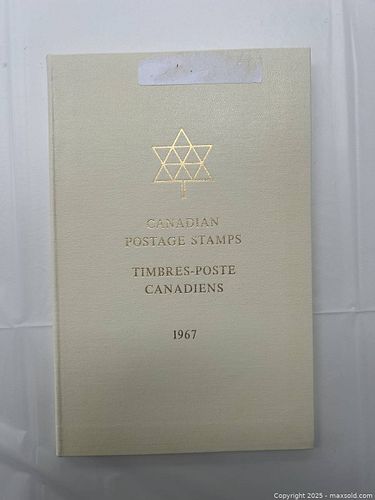 CANADIAN
POSTAGE STAMPS
TIMBRES-POSTE
CANADIENS
1967
Copyright © 2025 - maxsold.com